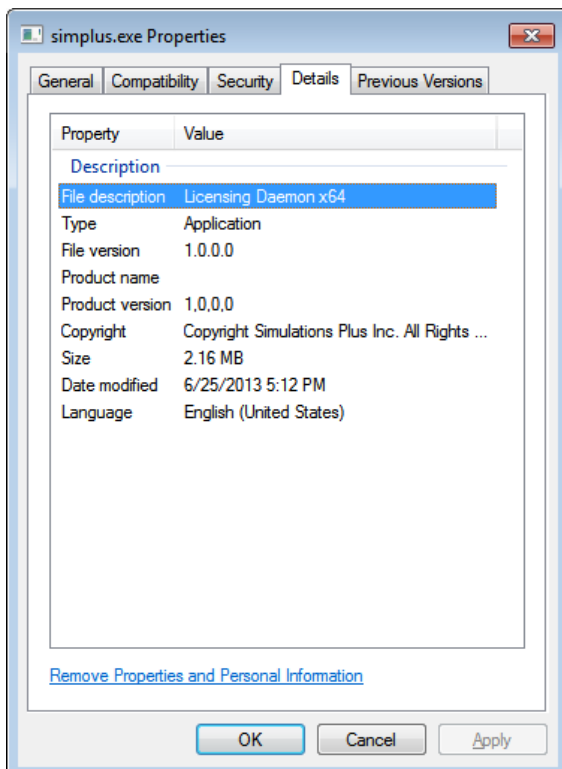 simplus.exe Properties
General Compatibility Security Details Previous Versions
Property Value
Description
File description Licensing Daemon x64
Type Application
File version 1.0.0.0
Product name
Product version 1,0,0,0
Copyright Copyright Simulations Plus Inc. All Rights ...
Size 2.16 MB
Date modified 6/25/2013 5:12 PM
Language English (United States)
Remove Properties and Personal Information
OK Cancel Apply